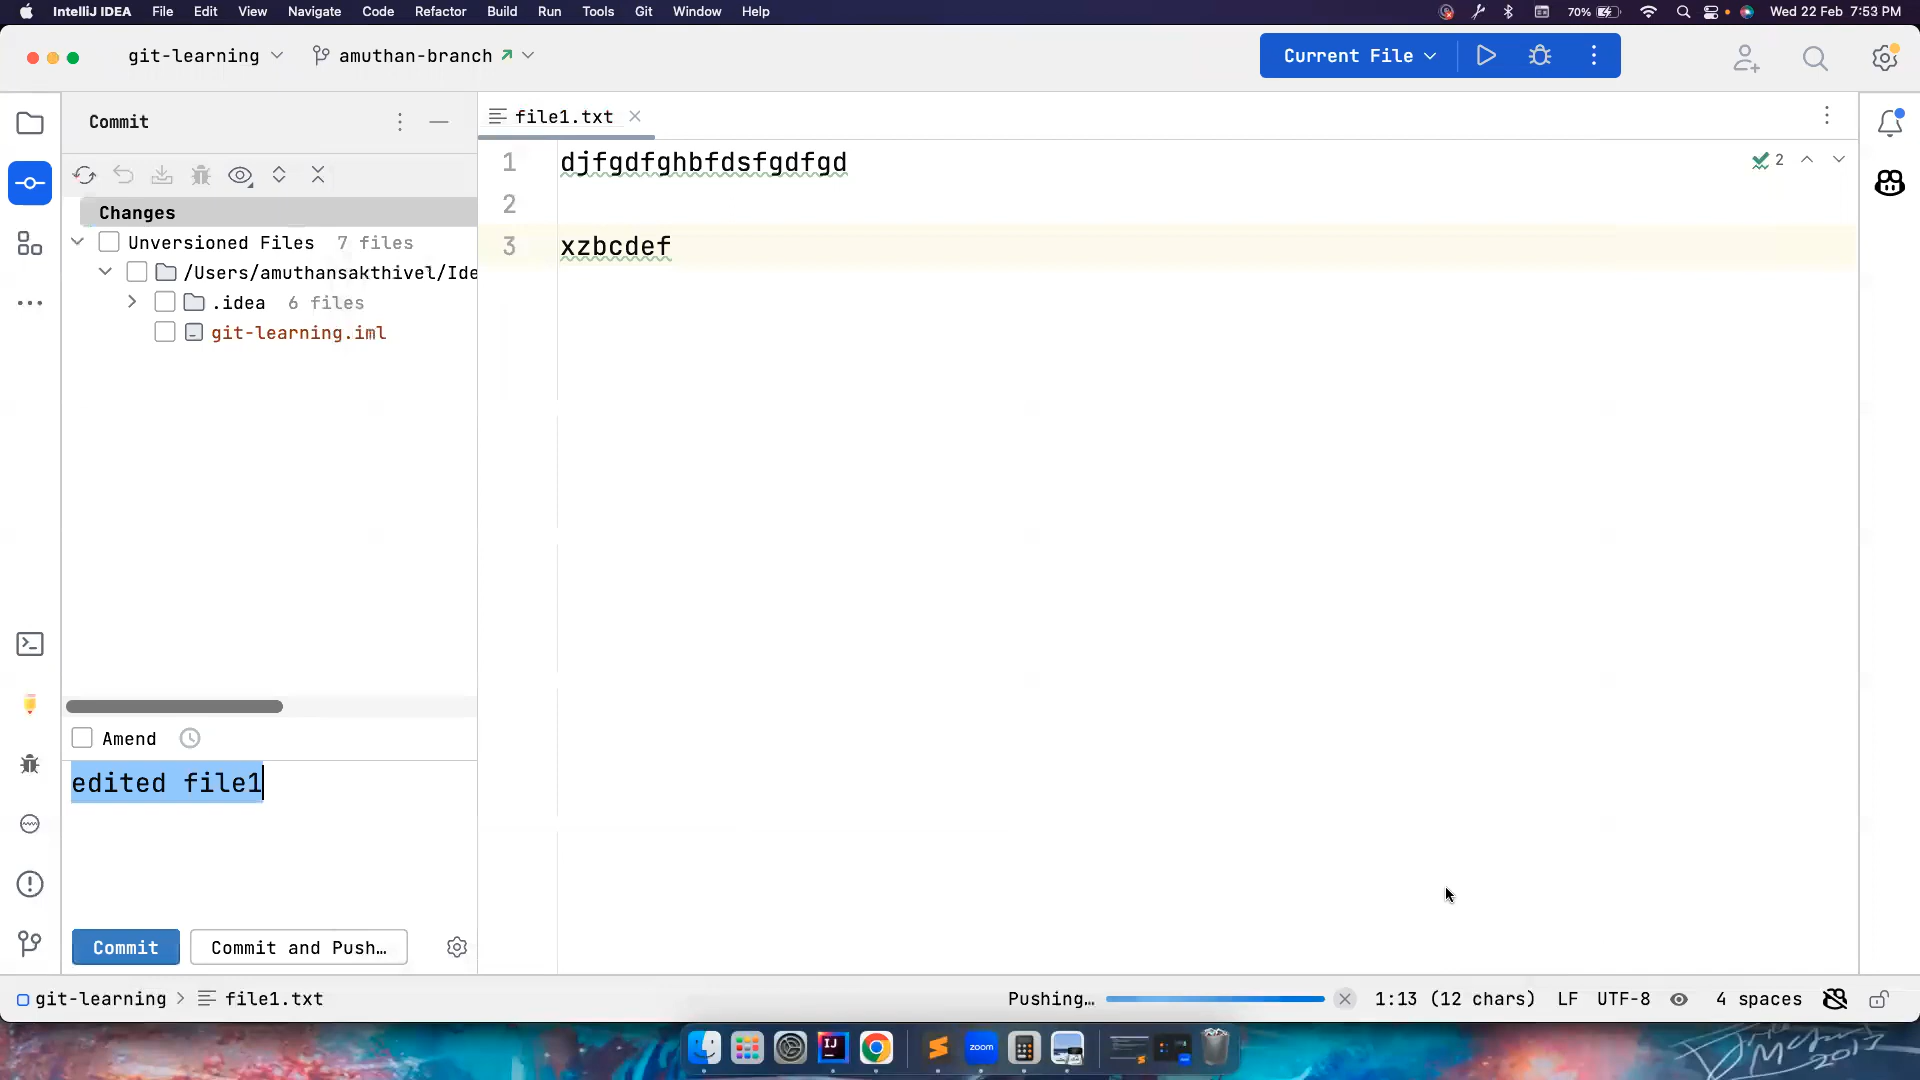 IntelliJ IDEA File Edit View Navigate Code Refactor Build Run Tools Git Window Help 70% Wed 22 Feb 7:53 PM
git-learning amuthan-branch Current File
Commit file1.txt
1 djfgdfghbfdsfgdfgd 2
Changes 2
Unversioned Files 7 files 3 xzbcdef
/Users/amuthansakthivel/Ide
.idea 6 files
git-learning.iml
Amend
edited file1
Commit Commit and Push…
git-learning file1.txt Pushing… 1:13 (12 chars) LF UTF-8 4 spaces
IJ zoom
2017